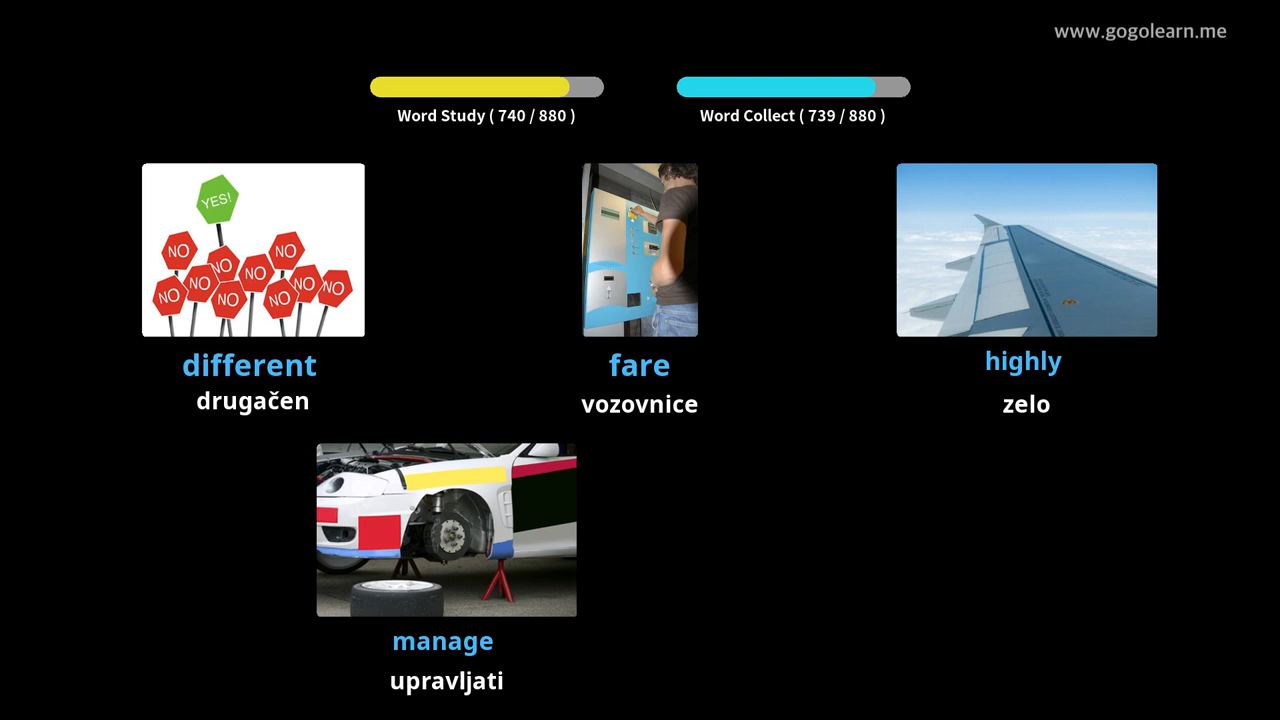 www.gogolearn.me
Word Study ( 740 / 880 )
Word Collect ( 739 / 880 )
YES!
NO
NO
NO
NO
NO
NO
NO
NO
NO
NO
different
drugačen
fare
vozovnice
highly
zelo
manage
upravljati